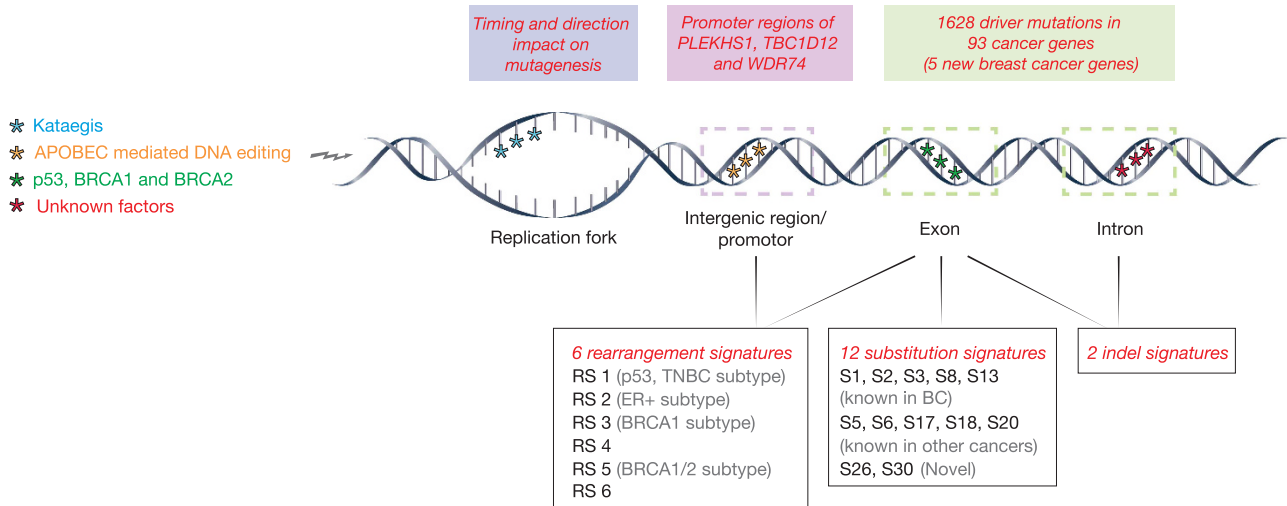 Timing and direction
impact on
mutagenesis
Promoter regions of
PLEKHS1, TBC1D12
and WDR74
1628 driver mutations in
93 cancer genes
(5 new breast cancer genes)
Kataegis
APOBEC mediated DNA editing
p53, BRCA1 and BRCA2
Unknown factors
Replication fork
Intergenic region/
promotor
Exon
Intron
6 rearrangement signatures
RS 1 (p53, TNBC subtype)
RS 2 (ER+ subtype)
RS 3 (BRCA1 subtype)
RS 4
RS 5 (BRCA1/2 subtype)
RS 6
12 substitution signatures
S1, S2, S3, S8, S13
(known in BC)
S5, S6, S17, S18, S20
(known in other cancers)
S26, S30 (Novel)
2 indel signatures